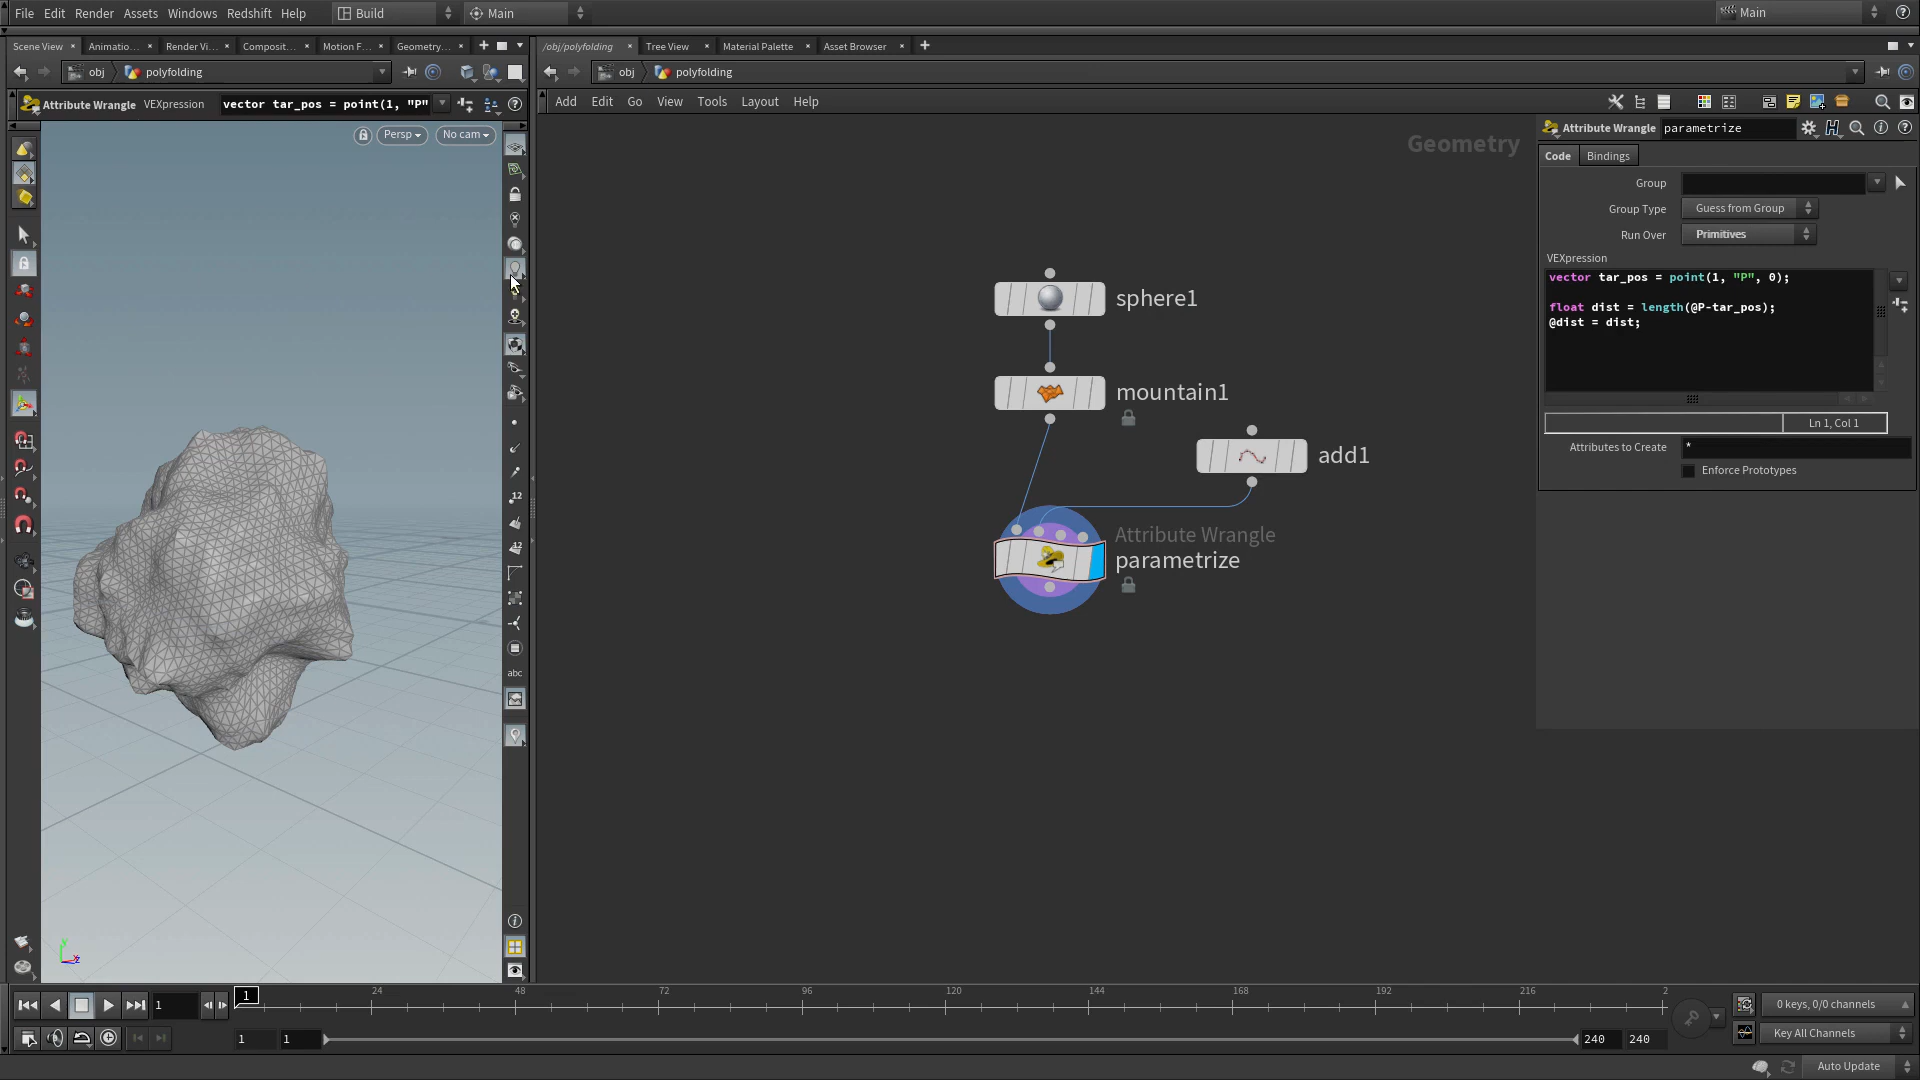 File Edit Render Assets Windows Redshift Help Build Main Main
Scene View Animatio... Render Vi... Composit... Motion F... Geometry... /obj/polyfolding Tree View Material Palette Asset Browser
obj polyfolding obj polyfolding
Attribute Wrangle VEXpression vector tar_pos = point(1, "P"
Add Edit Go View Tools Layout Help
Persp No cam
Geometry
Attribute Wrangle parametrize
Code Bindings
Group
Group Type Guess from Group
Run Over Primitives
VEXpression
vector tar_pos = point(1, "P", 0);
float dist = length(@P-tar_pos);
@dist = dist;
Ln 1, Col 1
Attributes to Create *
Enforce Prototypes
sphere1
mountain1
add1
Attribute Wrangle
parametrize
12
12
abc
y
z
1 1 24 48 72 96 120 144 168 192 216 2
0 keys, 0/0 channels
1 1 240 240 Key All Channels
Auto Update